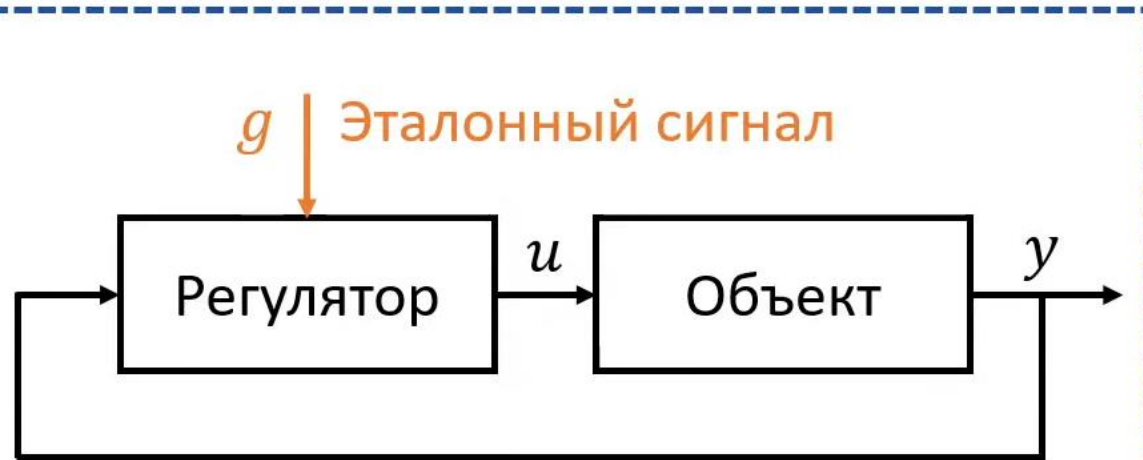 g Эталонный сигнал
u
y
Регулятор
Объект